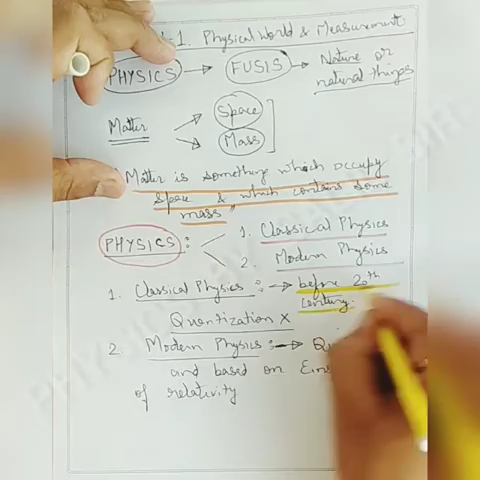 1. Physical World & Measurement
PHYSICS → FUSIS → Nature or
natural things
Matter → Space
→ Mass
Matter is something which occupy
space & which contains some
mass"
PHYSICS : 1. Classical Physics
2. Modern Physics
1. Classical Physics :→ before 20th
century.
Quantization X
2. Modern Physics :→
and based on
of relativity